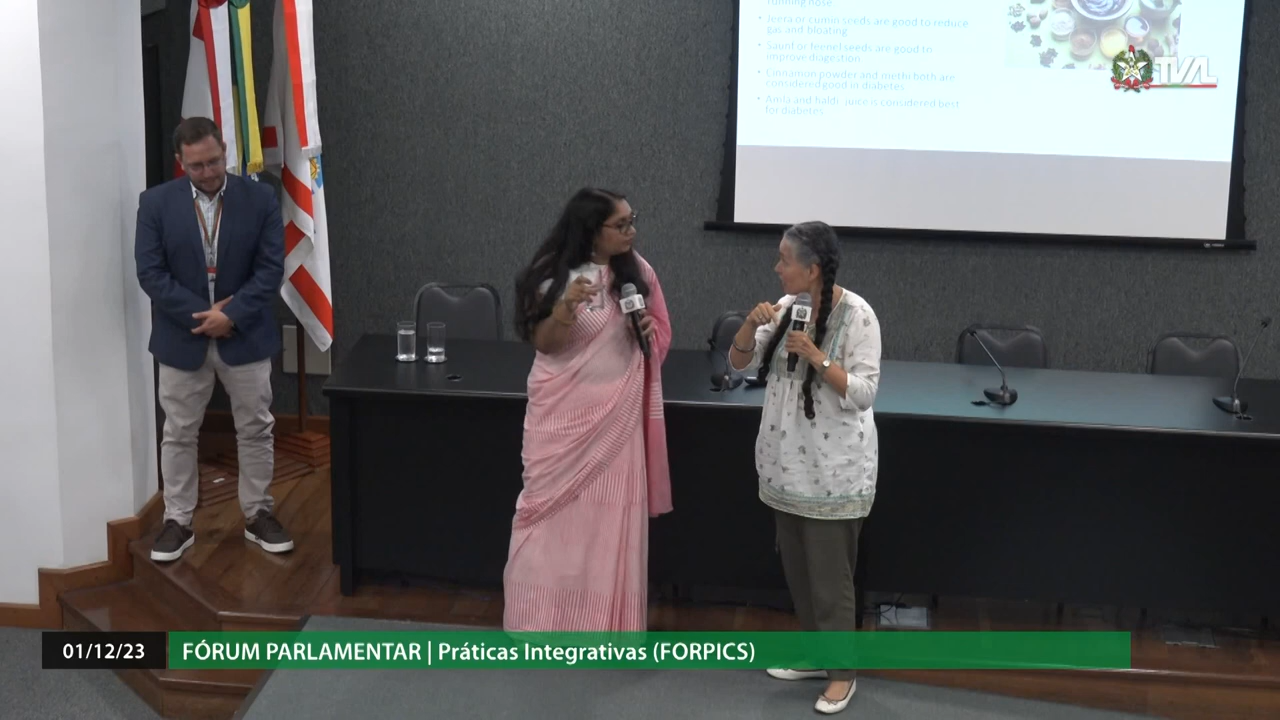 running nose
• Jeera or cumin seeds are good to reduce
gas and bloating
• Saunf or fennel seeds are good to
improve diagestion
• Cinnamon powder and methi both are
considered good in diabetes
• Amla and haldi juice is considered best
for diabetes
TVAL
01/12/23 FÓRUM PARLAMENTAR | Práticas Integrativas (FORPICS)